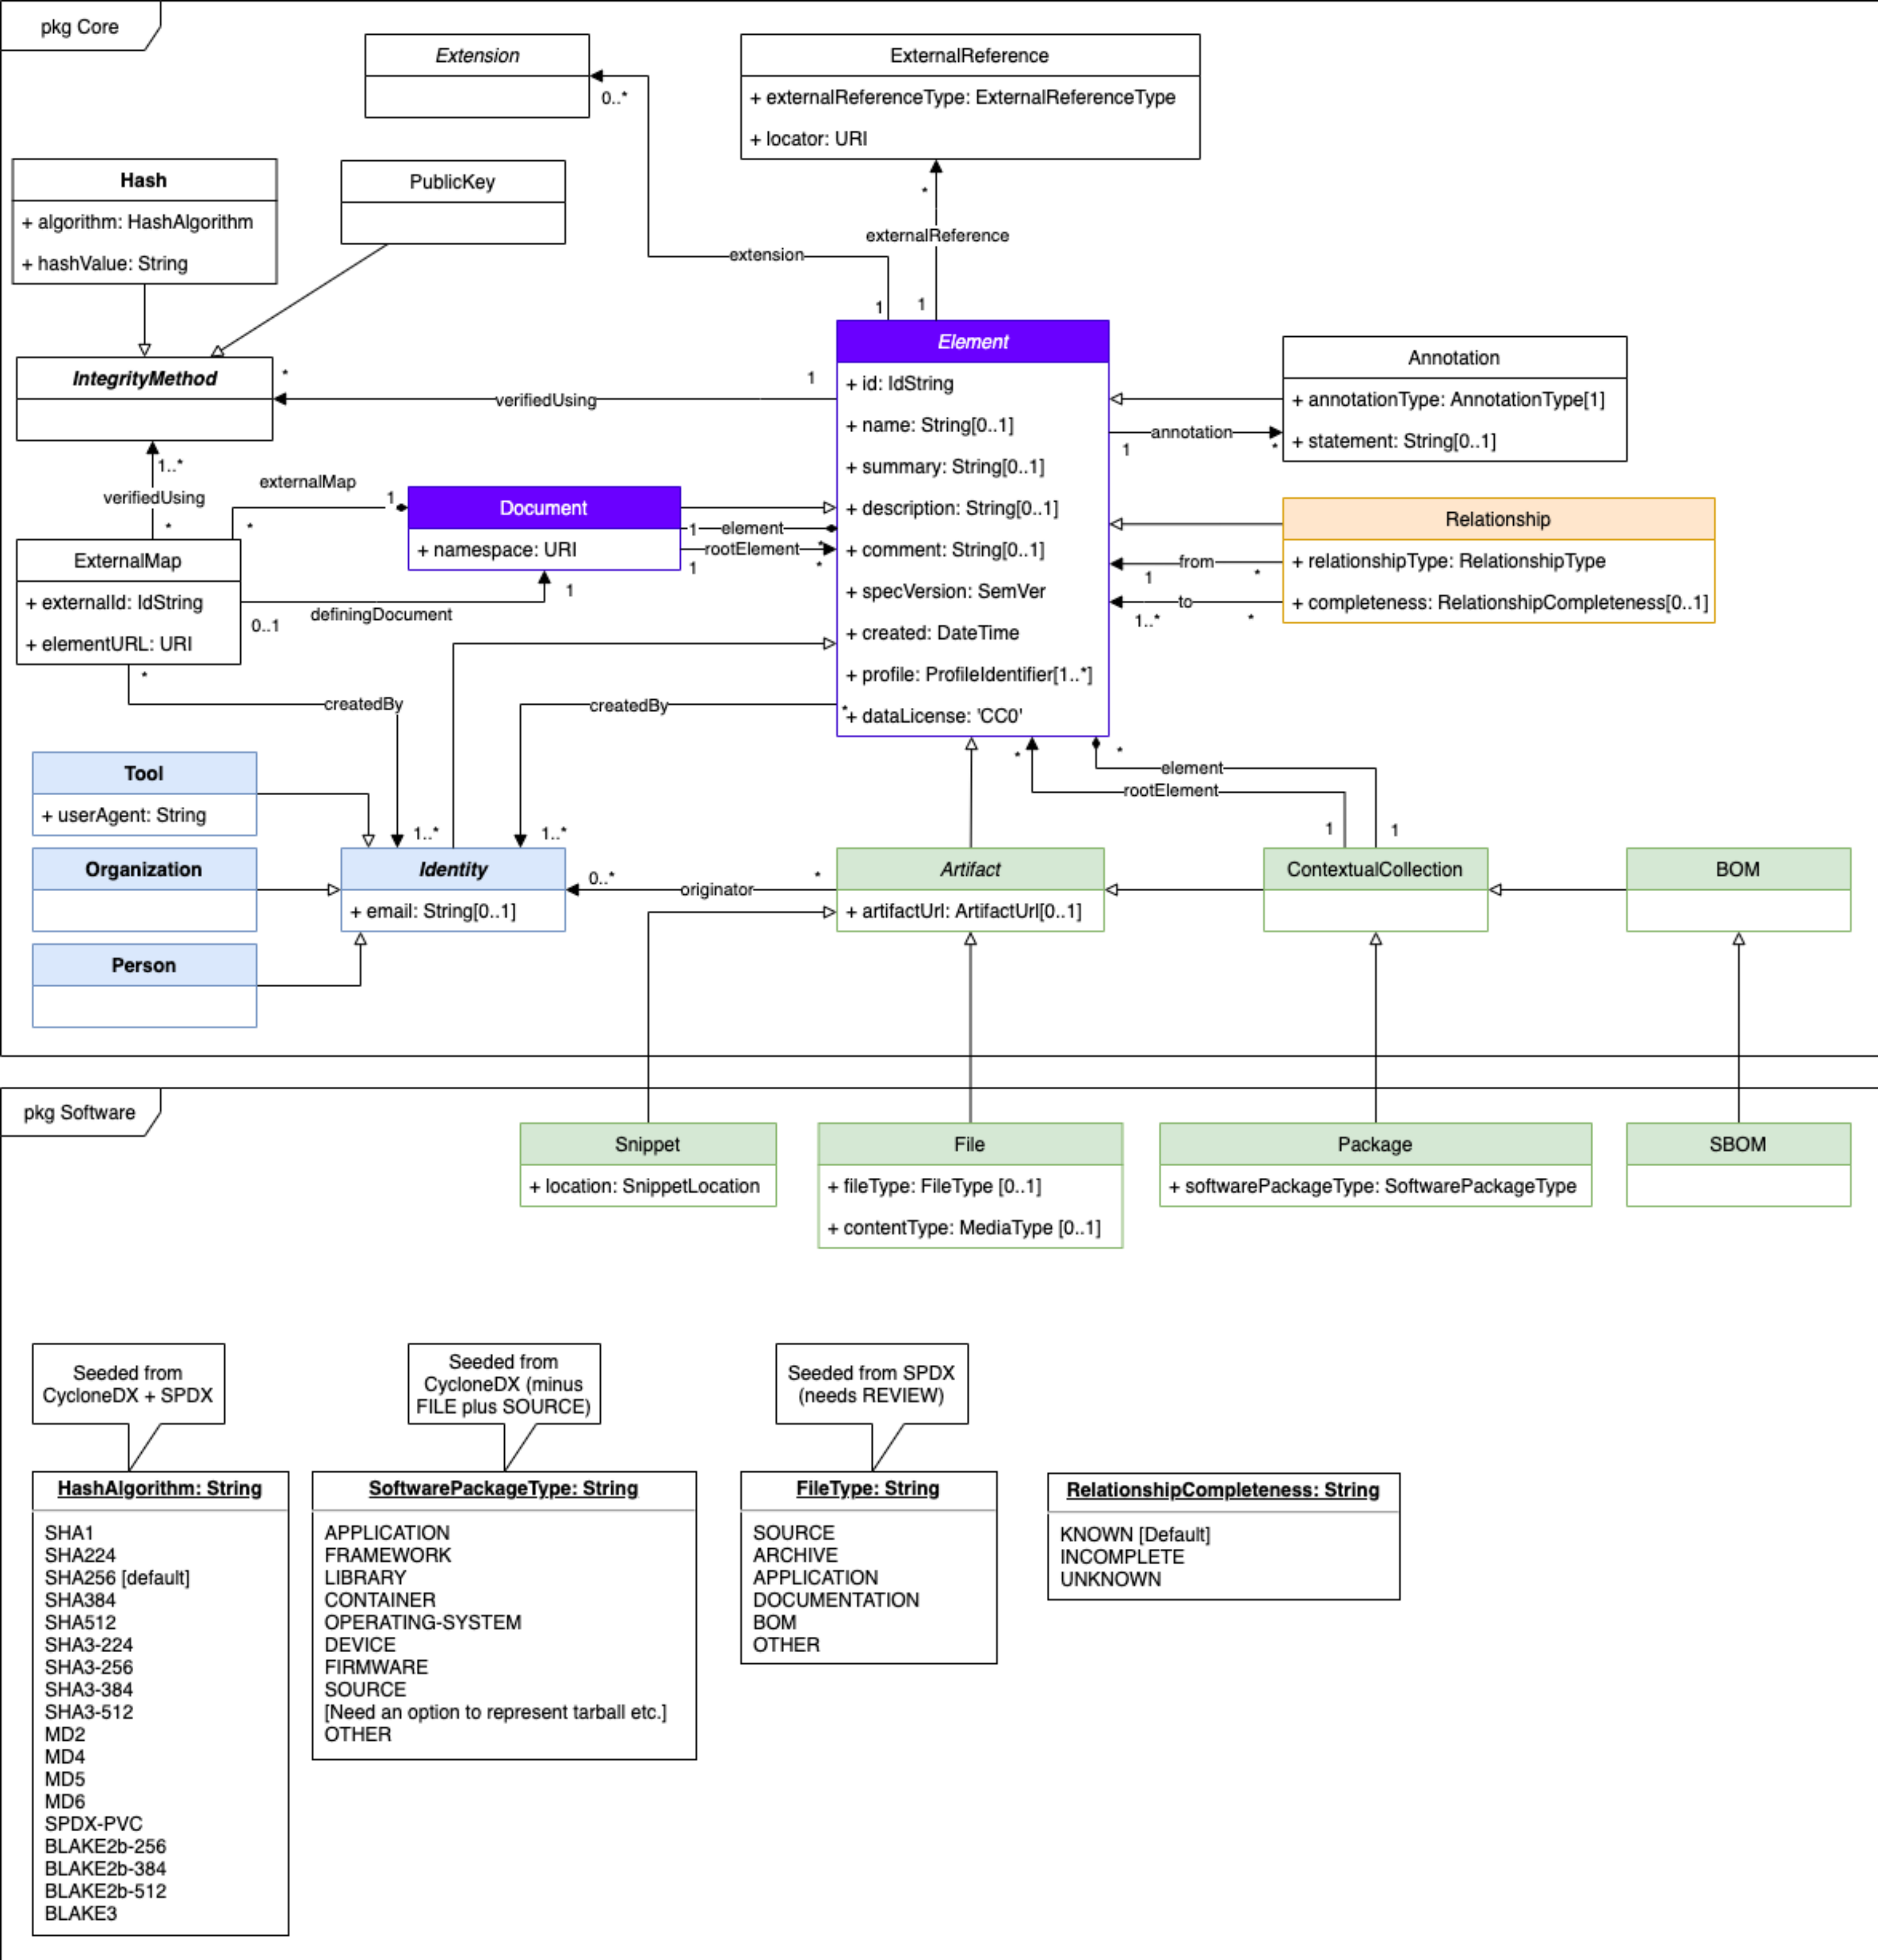 pkg Core
Extension
0..*
ExternalReference
+ externalReferenceType: ExternalReferenceType
+ locator: URI
*
externalReference
extension
1
1
Hash
+ algorithm: HashAlgorithm
+ hashValue: String
PublicKey
IntegrityMethod
*
verifiedUsing
1
Element
+ id: IdString
+ name: String[0..1]
+ summary: String[0..1]
+ description: String[0..1]
+ comment: String[0..1]
+ specVersion: SemVer
+ created: DateTime
+ profile: ProfileIdentifier[1..*]
+ dataLicense: 'CC0'
Annotation
+ annotationType: AnnotationType[1]
+ statement: String[0..1]
annotation
1
*
1..*
verifiedUsing
*
externalMap
1
*
Document
+ namespace: URI
1
element
*
rootElement
1
*
Relationship
+ relationshipType: RelationshipType
+ completeness: RelationshipCompleteness[0..1]
from
1
*
to
1..*
*
ExternalMap
+ externalId: IdString
+ elementURL: URI
0..1
definingDocument
1
*
createdBy
1..*
createdBy
*
1..*
*
*
element
rootElement
1
1
Tool
+ userAgent: String
Organization
Person
Identity
+ email: String[0..1]
0..*
originator
*
Artifact
+ artifactUrl: ArtifactUrl[0..1]
ContextualCollection
BOM
pkg Software
Snippet
+ location: SnippetLocation
File
+ fileType: FileType [0..1]
+ contentType: MediaType [0..1]
Package
+ softwarePackageType: SoftwarePackageType
SBOM
Seeded from
CycloneDX + SPDX
HashAlgorithm: String
SHA1
SHA224
SHA256 [default]
SHA384
SHA512
SHA3-224
SHA3-256
SHA3-384
SHA3-512
MD2
MD4
MD5
MD6
SPDX-PVC
BLAKE2b-256
BLAKE2b-384
BLAKE2b-512
BLAKE3
Seeded from
CycloneDX (minus
FILE plus SOURCE)
SoftwarePackageType: String
APPLICATION
FRAMEWORK
LIBRARY
CONTAINER
OPERATING-SYSTEM
DEVICE
FIRMWARE
SOURCE
[Need an option to represent tarball etc.]
OTHER
Seeded from SPDX
(needs REVIEW)
FileType: String
SOURCE
ARCHIVE
APPLICATION
DOCUMENTATION
BOM
OTHER
RelationshipCompleteness: String
KNOWN [Default]
INCOMPLETE
UNKNOWN